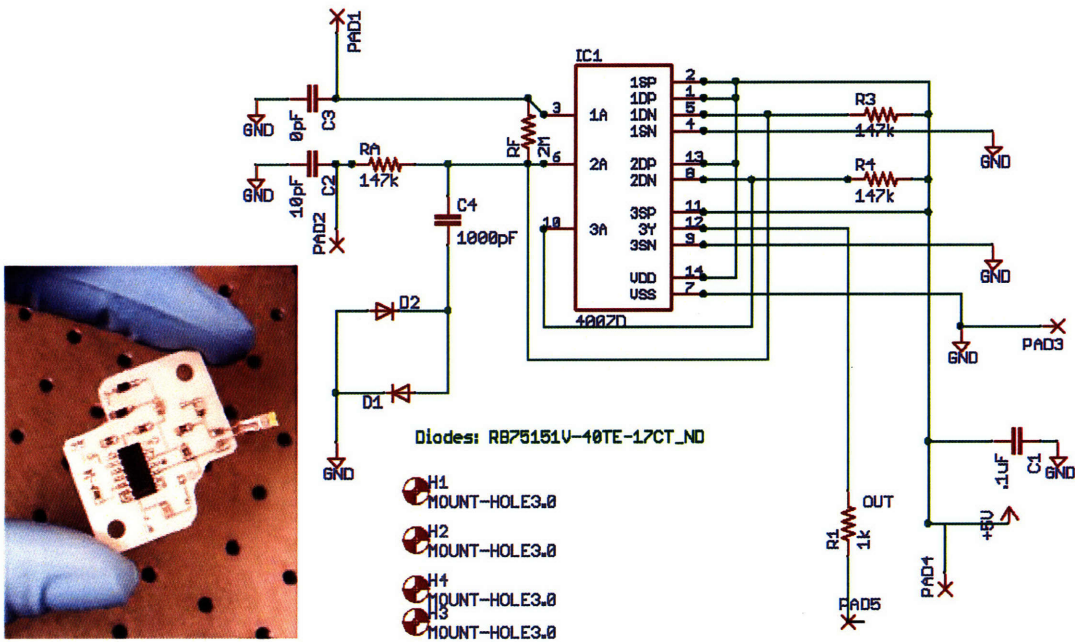 PAD1
IC1
GND
0pF
C3
3
1A
1SP
2
1DP
1
1DN
5
1SN
4
R3
147k
GND
RF
2M
GND
10pF
C2
RA
147k
6
2A
2DP
13
2DN
8
R4
147k
PAD2
C4
1000pF
10
3A
3SP
11
3Y
12
3SN
9
GND
VDD
14
VSS
7
4007D
D2
D1
GND
PAD3
GND
Diodes: RB75151V-40TE-17CT_ND
.1uF
C1
GND
H1
MOUNT-HOLE3.0
H2
MOUNT-HOLE3.0
H4
MOUNT-HOLE3.0
H3
MOUNT-HOLE3.0
OUT
R1
1k
PAD5
+5V
PAD4